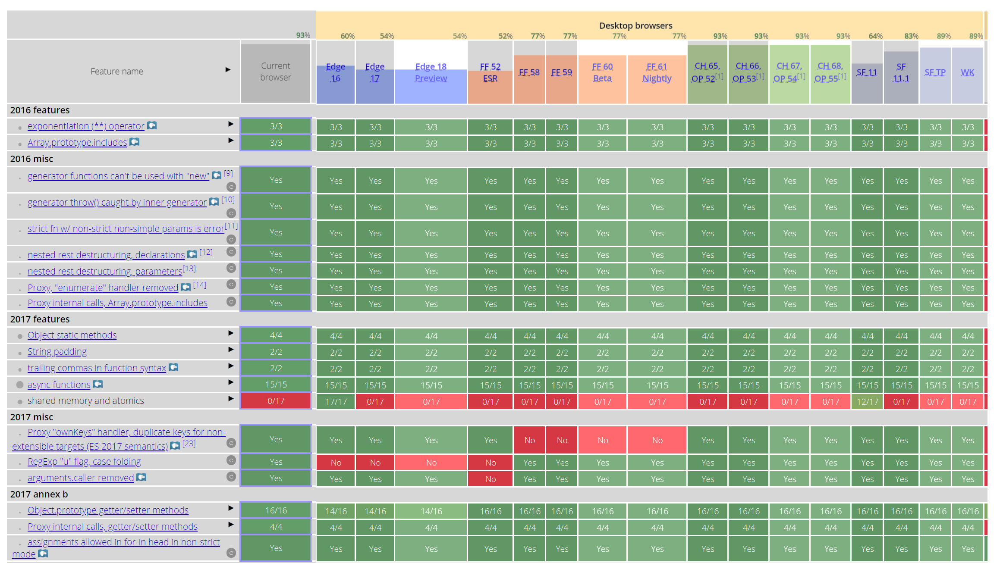 Desktop browsers
93% 60% 54% 54% 52% 77% 77% 77% 77% 93% 93% 93% 93% 64% 83% 89% 89%
Feature name ▶ Current browser Edge 16 Edge 17 Edge 18 Preview FF 52 ESR FF 58 FF 59 FF 60 Beta FF 61 Nightly CH 65, OP 52[1] CH 66, OP 53[1] CH 67, OP 54[1] CH 68, OP 55[1] SF 11 SF 11.1 SF TP WK
2016 features
exponentiation (**) operator ▶ 3/3 3/3 3/3 3/3 3/3 3/3 3/3 3/3 3/3 3/3 3/3 3/3 3/3 3/3 3/3 3/3 3/3
Array.prototype.includes ▶ 3/3 3/3 3/3 3/3 3/3 3/3 3/3 3/3 3/3 3/3 3/3 3/3 3/3 3/3 3/3 3/3 3/3
2016 misc
generator functions can't be used with "new" [9] c Yes Yes Yes Yes Yes Yes Yes Yes Yes Yes Yes Yes Yes Yes Yes Yes Yes
generator throw() caught by inner generator [10] c Yes Yes Yes Yes Yes Yes Yes Yes Yes Yes Yes Yes Yes Yes Yes Yes Yes
strict fn w/ non-strict non-simple params is error[11] c Yes Yes Yes Yes Yes Yes Yes Yes Yes Yes Yes Yes Yes Yes Yes Yes Yes
nested rest destructuring, declarations [12] c Yes Yes Yes Yes Yes Yes Yes Yes Yes Yes Yes Yes Yes Yes Yes Yes Yes
nested rest destructuring, parameters[13] c Yes Yes Yes Yes Yes Yes Yes Yes Yes Yes Yes Yes Yes Yes Yes Yes Yes
Proxy, "enumerate" handler removed [14] c Yes Yes Yes Yes Yes Yes Yes Yes Yes Yes Yes Yes Yes Yes Yes Yes Yes
Proxy internal calls, Array.prototype.includes c Yes Yes Yes Yes Yes Yes Yes Yes Yes Yes Yes Yes Yes Yes Yes Yes Yes
2017 features
Object static methods ▶ 4/4 4/4 4/4 4/4 4/4 4/4 4/4 4/4 4/4 4/4 4/4 4/4 4/4 4/4 4/4 4/4 4/4
String padding ▶ 2/2 2/2 2/2 2/2 2/2 2/2 2/2 2/2 2/2 2/2 2/2 2/2 2/2 2/2 2/2 2/2 2/2
trailing commas in function syntax ▶ 2/2 2/2 2/2 2/2 2/2 2/2 2/2 2/2 2/2 2/2 2/2 2/2 2/2 2/2 2/2 2/2 2/2
async functions ▶ 15/15 15/15 15/15 15/15 15/15 15/15 15/15 15/15 15/15 15/15 15/15 15/15 15/15 15/15 15/15 15/15 15/15
shared memory and atomics ▶ 0/17 17/17 0/17 0/17 0/17 0/17 0/17 0/17 0/17 0/17 0/17 0/17 0/17 12/17 0/17 0/17 0/17
2017 misc
Proxy "ownKeys" handler, duplicate keys for non-
extensible targets (ES 2017 semantics) [23] c Yes Yes Yes Yes Yes No No No No Yes Yes Yes Yes Yes Yes Yes Yes
RegExp "u" flag, case folding c Yes No No No No Yes Yes Yes Yes Yes Yes Yes Yes Yes Yes Yes Yes
arguments.caller removed c Yes Yes Yes Yes No Yes Yes Yes Yes Yes Yes Yes Yes Yes Yes Yes Yes
2017 annex b
Object.prototype getter/setter methods ▶ 16/16 14/16 14/16 14/16 16/16 16/16 16/16 16/16 16/16 16/16 16/16 16/16 16/16 16/16 16/16 16/16 16/16
Proxy internal calls, getter/setter methods ▶ 4/4 4/4 4/4 4/4 4/4 4/4 4/4 4/4 4/4 4/4 4/4 4/4 4/4 4/4 4/4 4/4 4/4
assignments allowed in for-in head in non-strict
mode c Yes Yes Yes Yes Yes Yes Yes Yes Yes Yes Yes Yes Yes Yes Yes Yes Yes